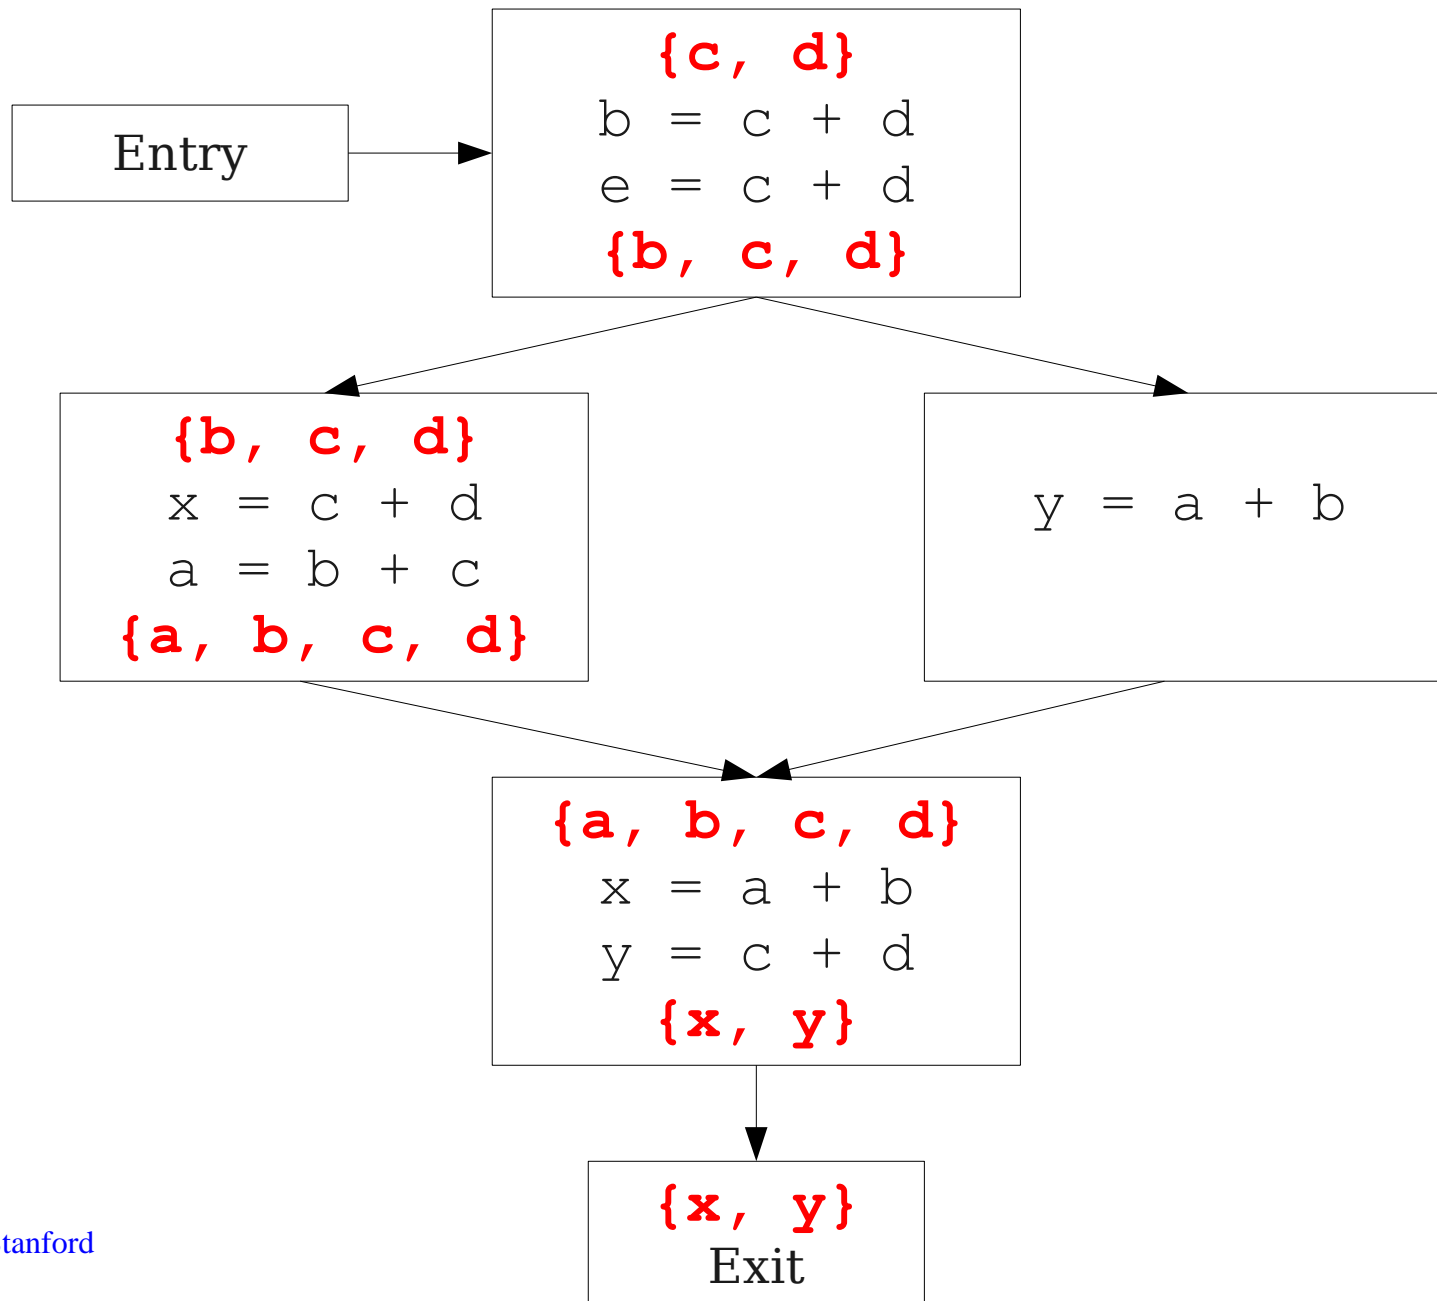 {c, d}
b = c + d
e = c + d
{b, c, d}
Entry
{b, c, d}
x = c + d
a = b + c
{a, b, c, d}
y = a + b
{a, b, c, d}
x = a + b
y = c + d
{x, y}
{x, y}
Exit
tanford